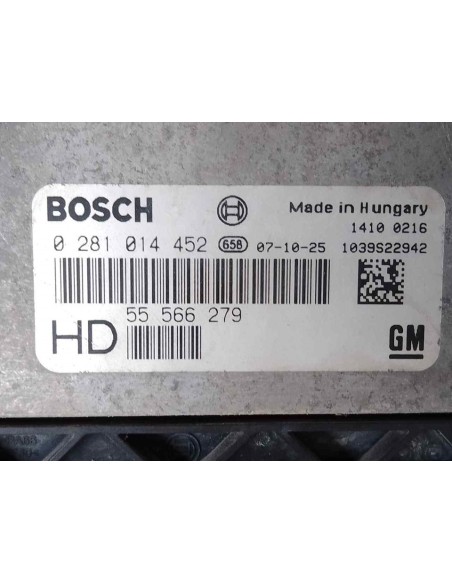 BOSCH Made in Hungary
1410 0216
0 281 014 452 658 07-10-25 1039S22942
55 566 279
HD GM